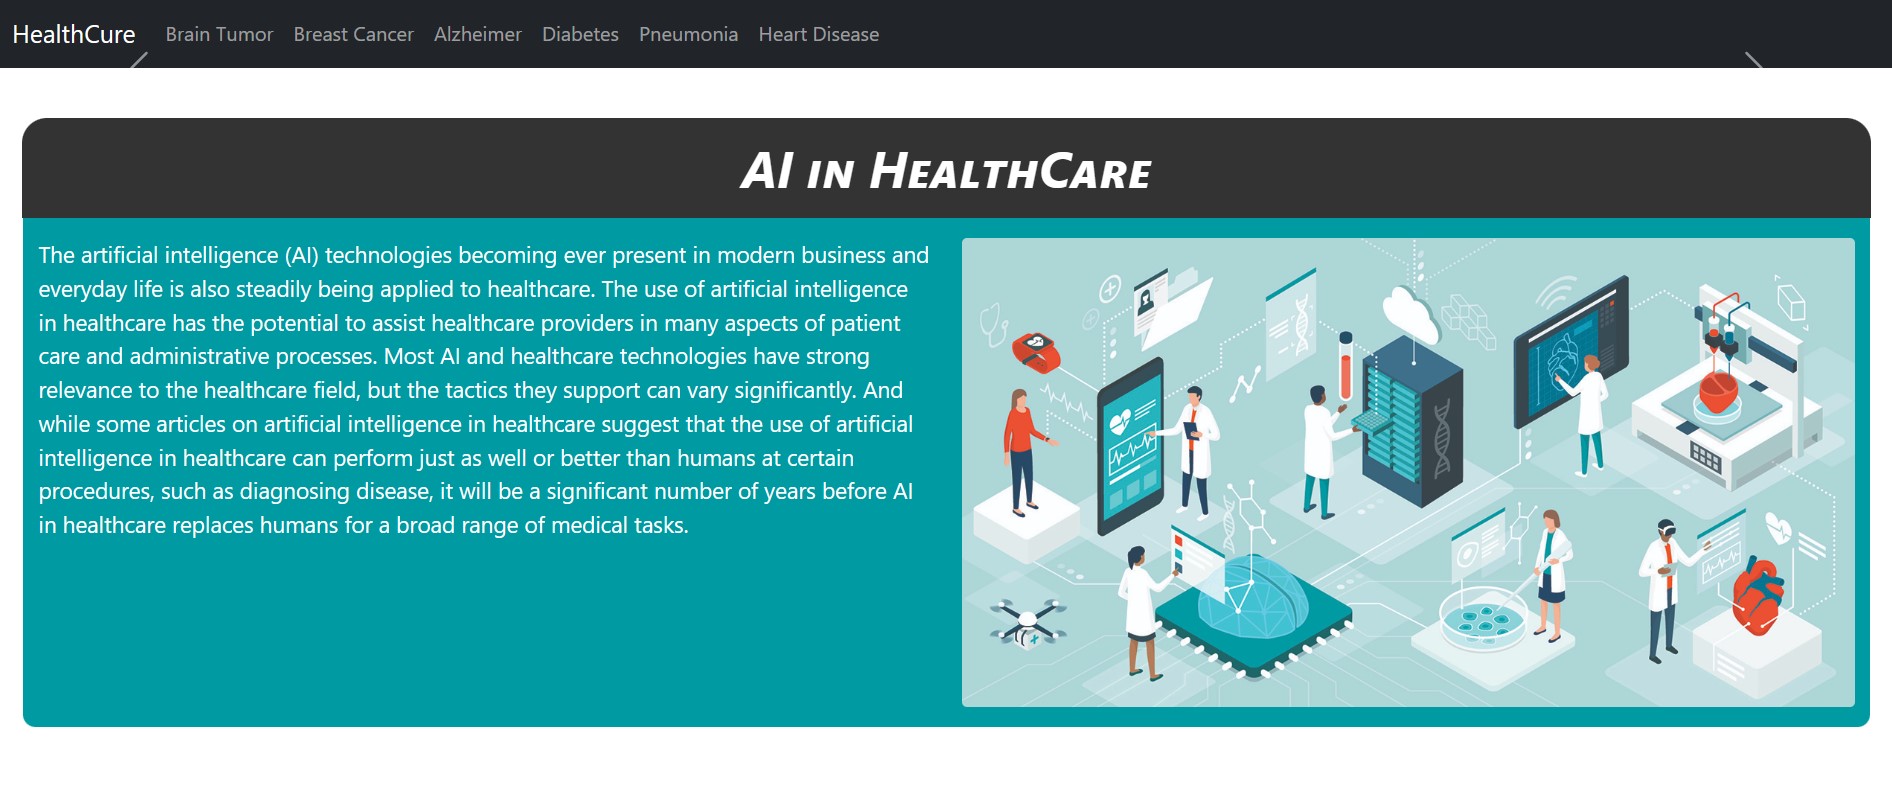 HealthCure Brain Tumor Breast Cancer Alzheimer Diabetes Pneumonia Heart Disease
AI in HealthCare
The artificial intelligence (AI) technologies becoming ever present in modern business and
everyday life is also steadily being applied to healthcare. The use of artificial intelligence
in healthcare has the potential to assist healthcare providers in many aspects of patient
care and administrative processes. Most AI and healthcare technologies have strong
relevance to the healthcare field, but the tactics they support can vary significantly. And
while some articles on artificial intelligence in healthcare suggest that the use of artificial
intelligence in healthcare can perform just as well or better than humans at certain
procedures, such as diagnosing disease, it will be a significant number of years before AI
in healthcare replaces humans for a broad range of medical tasks.